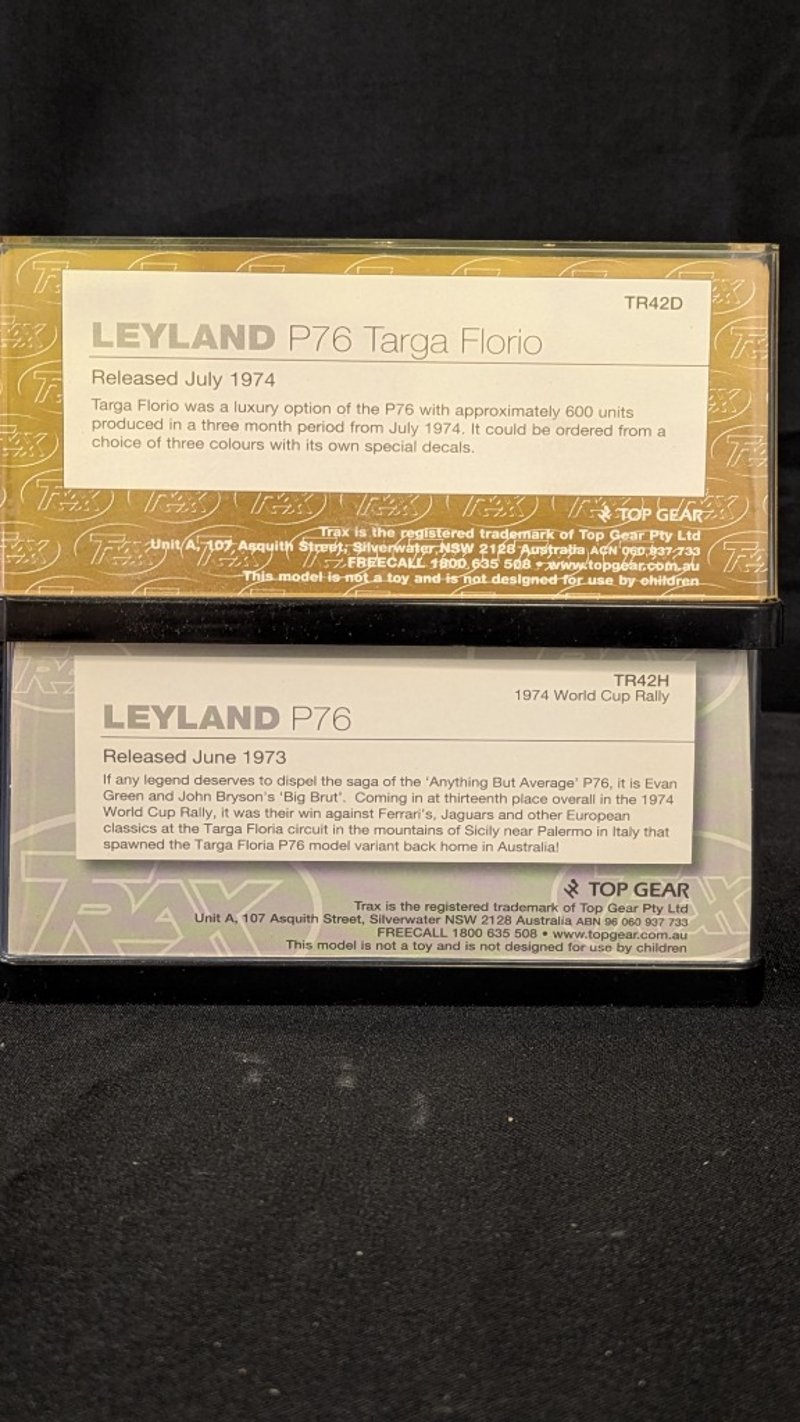 TR42D
LEYLAND P76 Targa Florio
Released July 1974
Targa Florio was a luxury option of the P76 with approximately 600 units
produced in a three month period from July 1974. It could be ordered from a
choice of three colours with its own special decals.
TOP GEAR
Trax is the registered trademark of Top Gear Pty Ltd
Unit A, 107 Asquith Street, Silverwater NSW 2128 Australia ACN 060 937 733
FREECALL 1800 635 508 • www.topgear.com.au
This model is not a toy and is not designed for use by children
TR42H
1974 World Cup Rally
LEYLAND P76
Released June 1973
If any legend deserves to dispel the saga of the ‘Anything But Average’ P76, it is Evan
Green and John Bryson's ‘Big Brut’. Coming in at thirteenth place overall in the 1974
World Cup Rally, it was their win against Ferrari's, Jaguars and other European
classics at the Targa Floria circuit in the mountains of Sicily near Palermo in Italy that
spawned the Targa Floria P76 model variant back home in Australia!
TRAX
TOP GEAR
Trax is the registered trademark of Top Gear Pty Ltd
Unit A, 107 Asquith Street, Silverwater NSW 2128 Australia ABN 96 060 937 733
FREECALL 1800 635 508 • www.topgear.com.au
This model is not a toy and is not designed for use by children